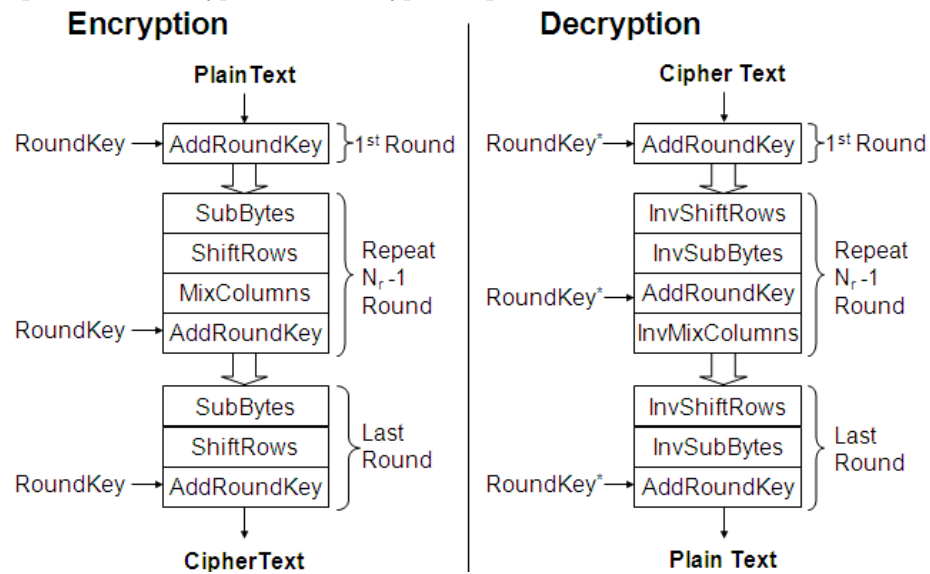 Encryption
PlainText
RoundKey
AddRoundKey
1st Round
SubBytes
ShiftRows
MixColumns
RoundKey
AddRoundKey
Repeat
Nr -1
Round
SubBytes
ShiftRows
RoundKey
AddRoundKey
Last
Round
CipherText
Decryption
Cipher Text
RoundKey*
AddRoundKey
1st Round
InvShiftRows
InvSubBytes
RoundKey*
AddRoundKey
InvMixColumns
Repeat
Nr -1
Round
InvShiftRows
InvSubBytes
RoundKey*
AddRoundKey
Last
Round
Plain Text